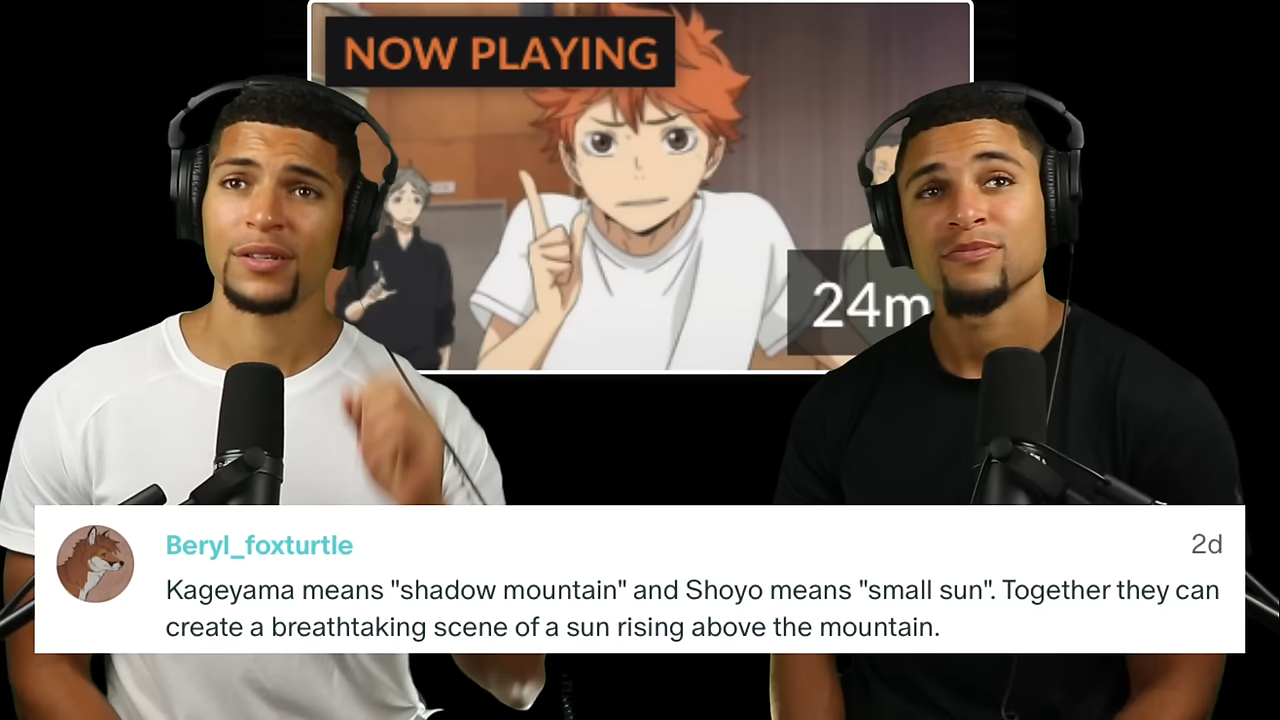 NOW PLAYING
24m
Beryl_foxturtle
2d
Kageyama means "shadow mountain" and Shoyo means "small sun". Together they can
create a breathtaking scene of a sun rising above the mountain.